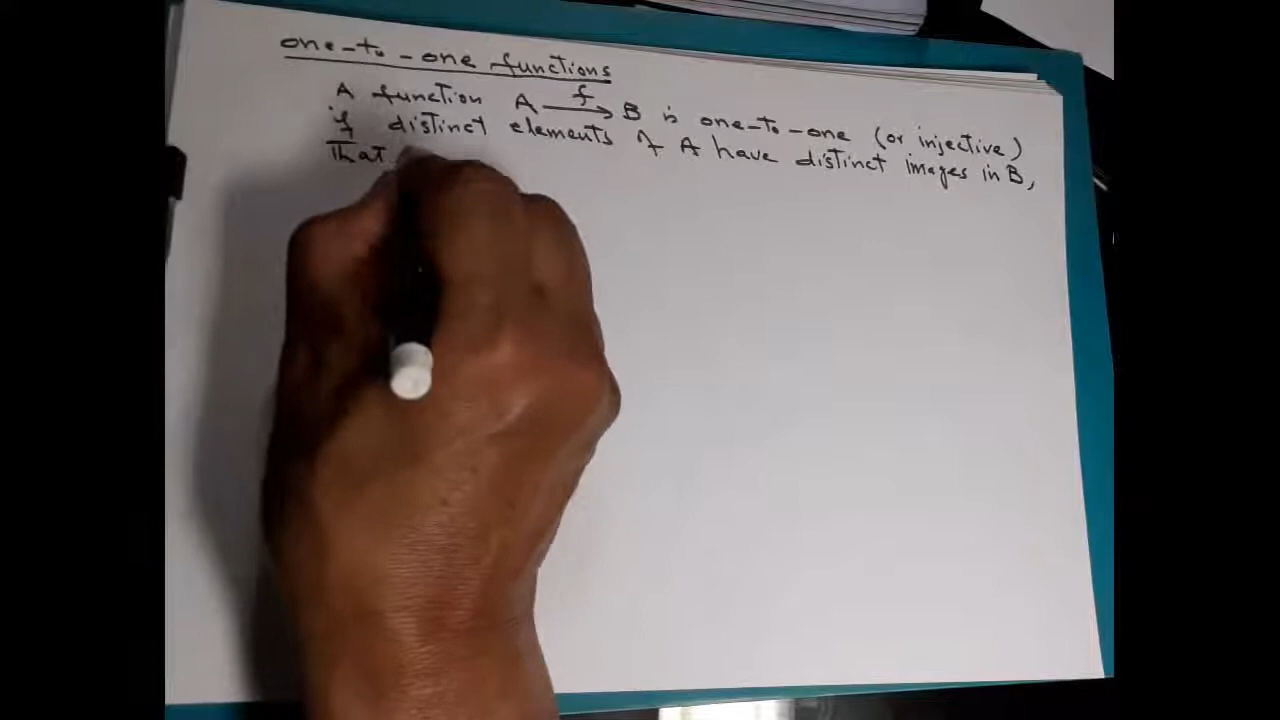 one-to-one functions
A function A f→ B is one-to-one (or injective)
if distinct elements of A have distinct images in B,
That